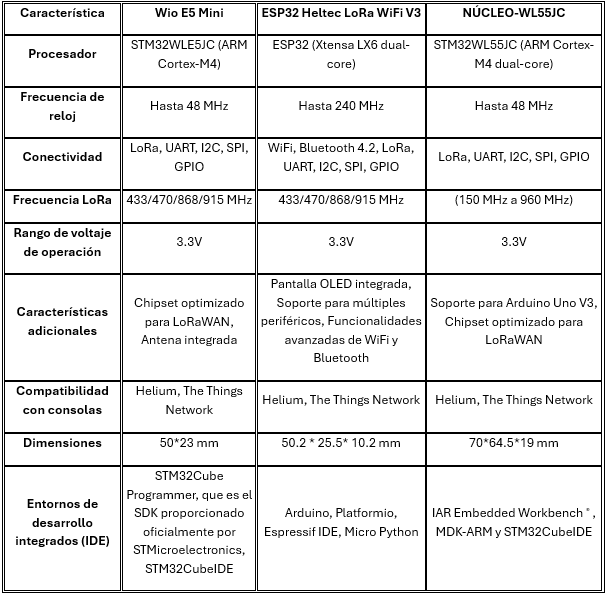 Característica
Wio E5 Mini
ESP32 Heltec LoRa WiFi V3
NÚCLEO-WL55JC
Procesador
STM32WLE5JC (ARM
Cortex-M4)
ESP32 (Xtensa LX6 dual-
core)
STM32WL55JC (ARM Cortex-
M4 dual-core)
Frecuencia de
reloj
Hasta 48 MHz
Hasta 240 MHz
Hasta 48 MHz
Conectividad
LoRa, UART, I2C, SPI,
GPIO
WiFi, Bluetooth 4.2, LoRa,
UART, I2C, SPI, GPIO
LoRa, UART, I2C, SPI, GPIO
Frecuencia LoRa
433/470/868/915 MHz
433/470/868/915 MHz
(150 MHz a 960 MHz)
Rango de voltaje
de operación
3.3V
3.3V
3.3V
Características
adicionales
Chipset optimizado
para LoRaWAN,
Antena integrada
Pantalla OLED integrada,
Soporte para múltiples
periféricos, Funcionalidades
avanzadas de WiFi y
Bluetooth
Soporte para Arduino Uno V3,
Chipset optimizado para
LoRaWAN
Compatibilidad
con consolas
Helium, The Things
Network
Helium, The Things Network
Helium, The Things Network
Dimensiones
50*23 mm
50.2 * 25.5* 10.2 mm
70*64.5*19 mm
Entornos de
desarrollo
integrados (IDE)
STM32Cube
Programmer, que es el
SDK proporcionado
oficialmente por
STMicroelectronics,
STM32CubeIDE
Arduino, Platformio,
Espressif IDE, Micro Python
IAR Embedded Workbench ® ,
MDK-ARM y STM32CubeIDE